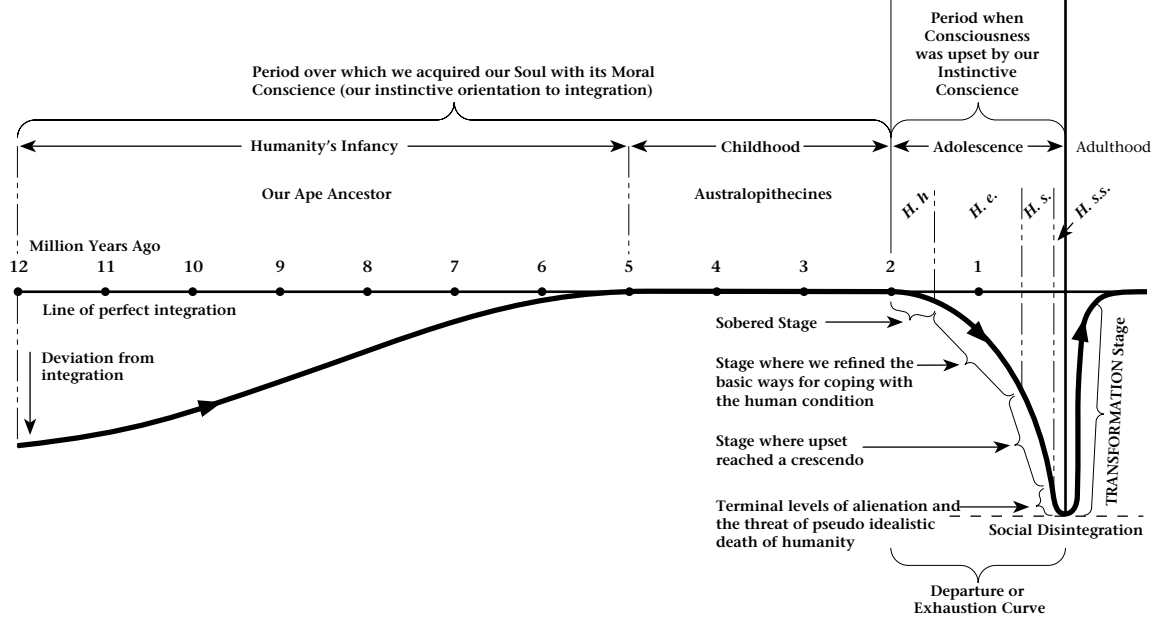 Period when
Consciousness
was upset by our
Instinctive
Conscience
Period over which we acquired our Soul with its Moral
Conscience (our instinctive orientation to integration)
Humanity's Infancy
Childhood
Adolescence
Adulthood
Our Ape Ancestor
Australopithecines
H. h
H. e.
H. s.
H. s.s.
Million Years Ago
12 11 10 9 8 7 6 5 4 3 2 1
Line of perfect integration
Deviation from
integration
Sobered Stage
Stage where we refined the
basic ways for coping with
the human condition
Stage where upset
reached a crescendo
Terminal levels of alienation and
the threat of pseudo idealistic
death of humanity
TRANSFORMATION Stage
Social Disintegration
Departure or
Exhaustion Curve